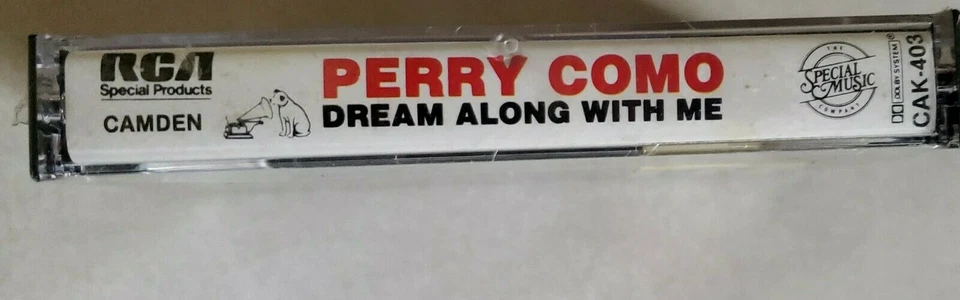 RCA
Special Products
CAMDEN
PERRY COMO
DREAM ALONG WITH ME
THE
SPECIAL
MUSIC
COMPANY
DOLBY SYSTEM®
CAK-403